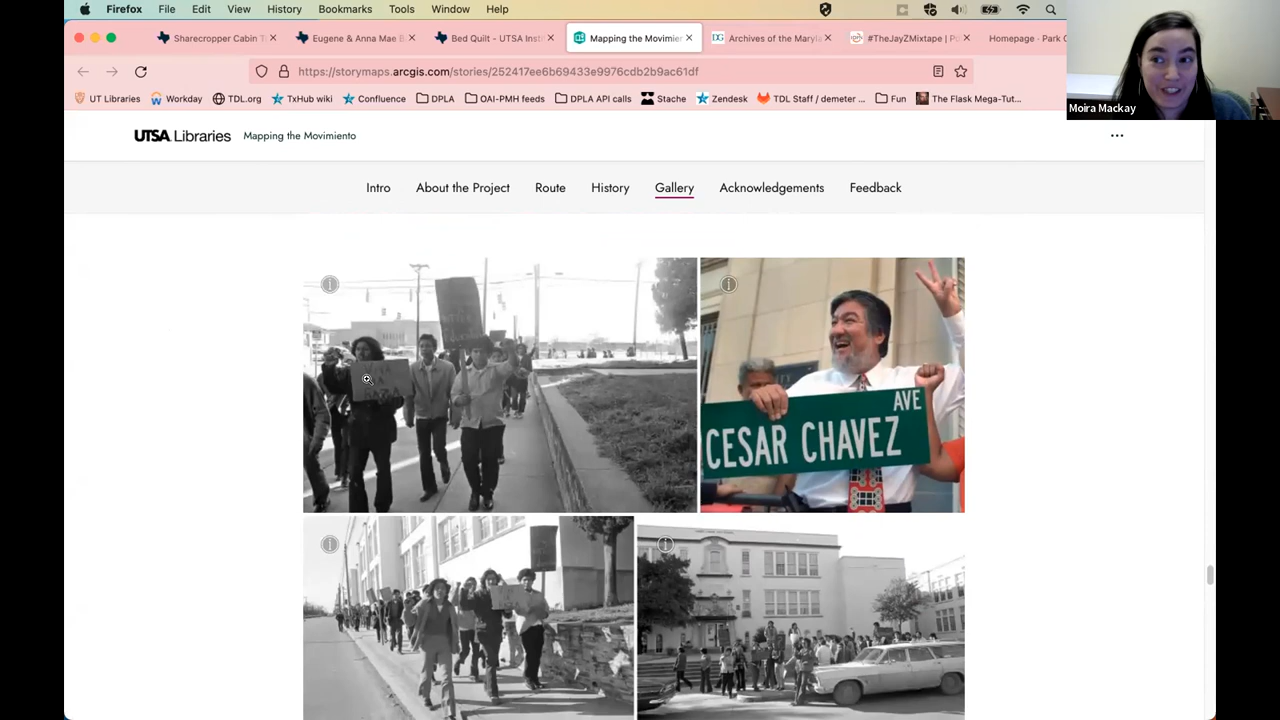 Firefox File Edit View History Bookmarks Tools Window Help
Sharecropper Cabin T
Eugene & Anna Mae B
Bed Quilt - UTSA Inst
Mapping the Movimien
Archives of the Maryla
#TheJayZMixtape | Po
Homepage · Park C
https://storymaps.arcgis.com/stories/252417ee6b69433e9976cdb2b9ac61df
UT Libraries Workday TDL.org TxHub wiki Confluence DPLA OAI-PMH feeds DPLA API calls Stache Zendesk TDL Staff / demeter ... Fun The Flask Mega-Tut...
Moira Mackay
UTSA Libraries Mapping the Movimiento
Intro About the Project Route History Gallery Acknowledgements Feedback
AVE
CESAR CHAVEZ